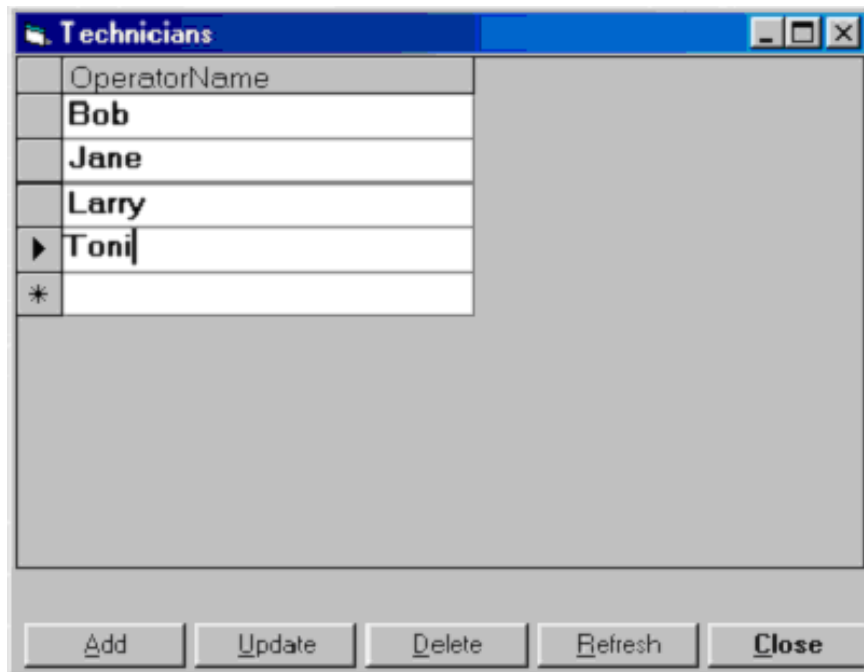 Technicians
OperatorName
Bob
Jane
Larry
Toni
Add Update Delete Refresh Close